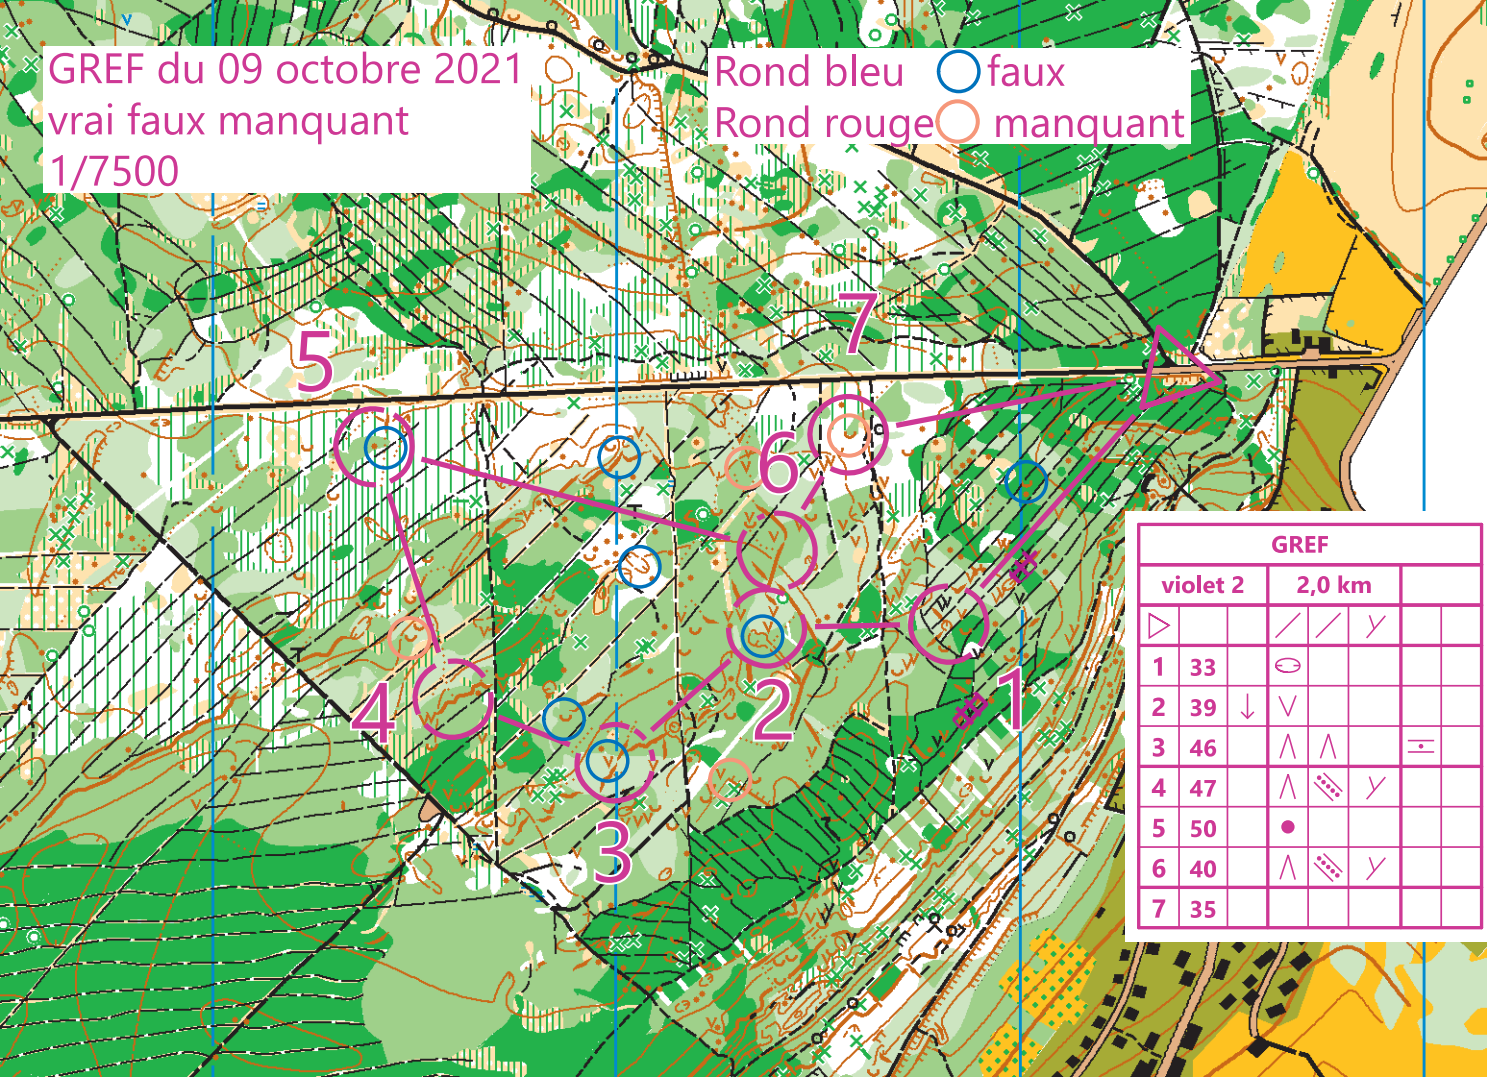 GREF du 09 octobre 2021
vrai faux manquant
1/7500
Rond bleu faux
Rond rouge manquant
5
7
6
4
2
1
3
GREF
violet 2 2,0 km
1 33
2 39
3 46
4 47
5 50
6 40
7 35